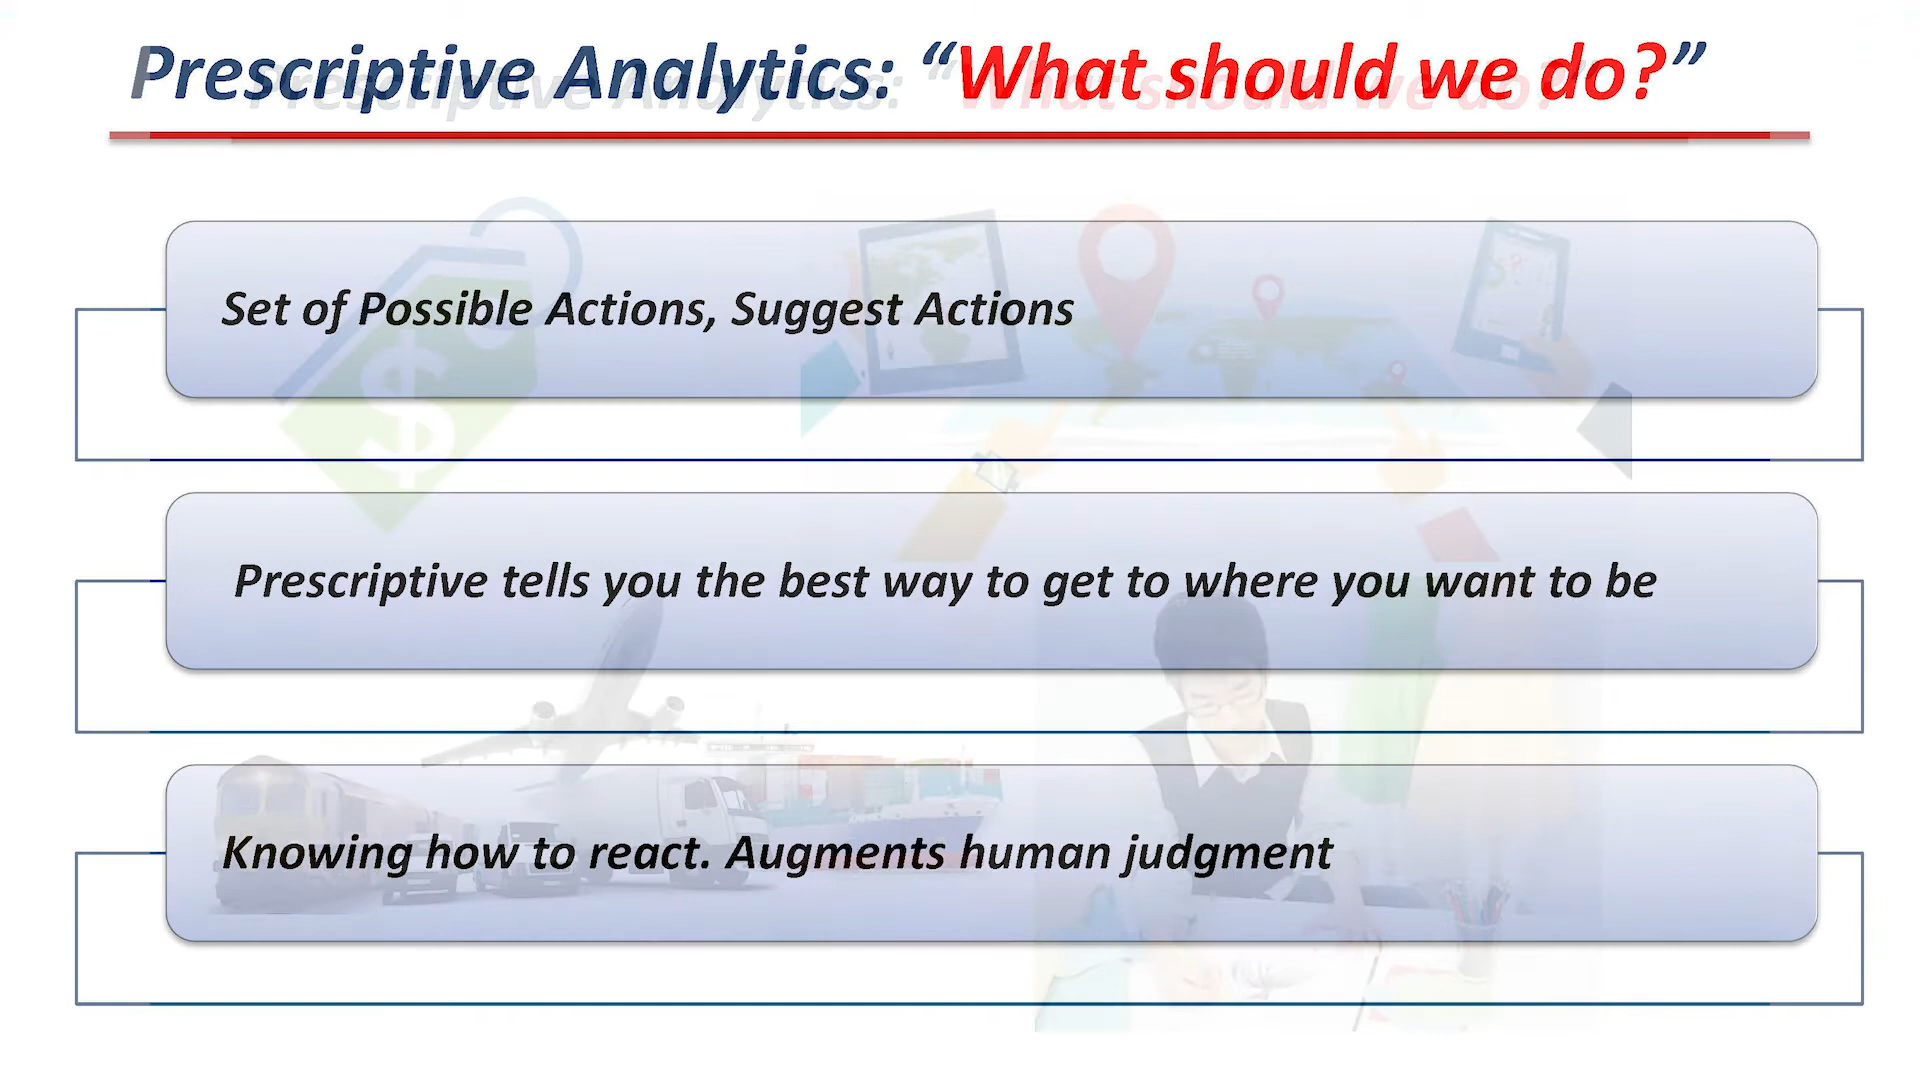 Prescriptive Analytics: “What should we do?”
Set of Possible Actions, Suggest Actions
Prescriptive tells you the best way to get to where you want to be
Knowing how to react. Augments human judgment